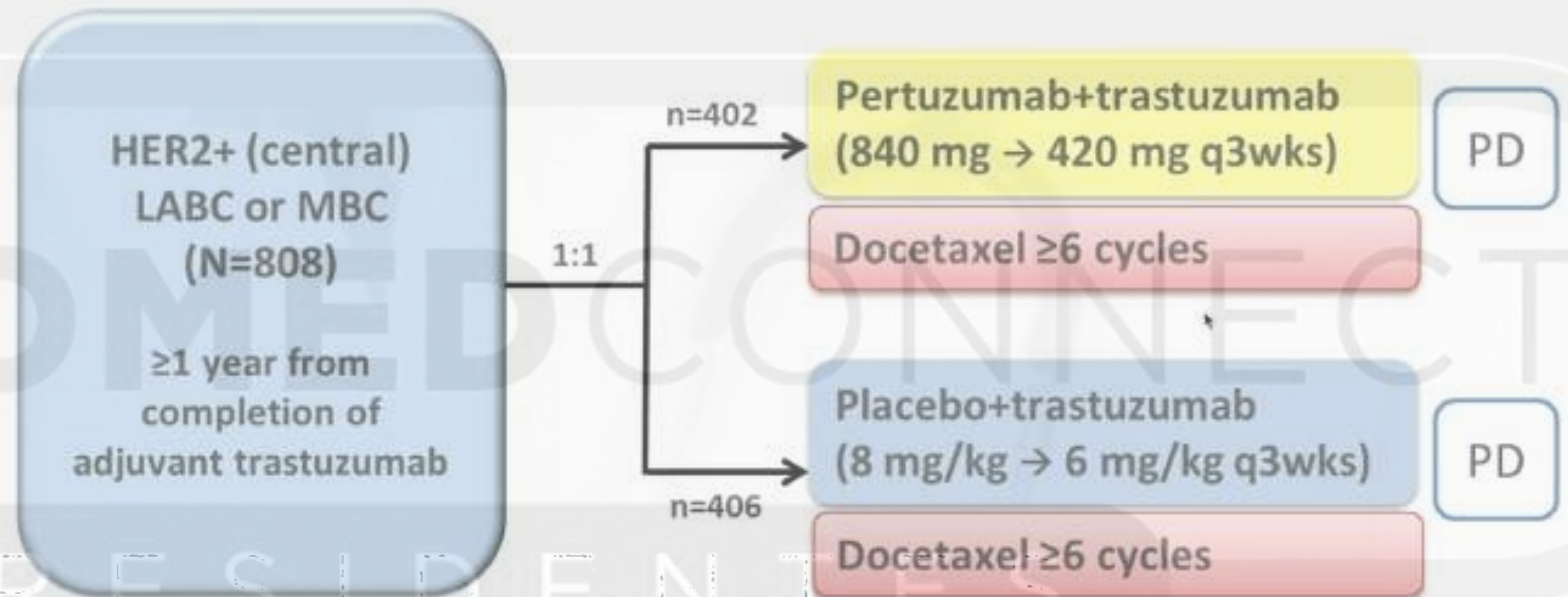 HER2+ (central)
LABC or MBC
(N=808)
≥1 year from
completion of
adjuvant trastuzumab
1:1
n=402
Pertuzumab+trastuzumab
(840 mg → 420 mg q3wks)
PD
Docetaxel ≥6 cycles
n=406
Placebo+trastuzumab
(8 mg/kg → 6 mg/kg q3wks)
PD
Docetaxel ≥6 cycles
OMEDCONNECT
RESIDENTES